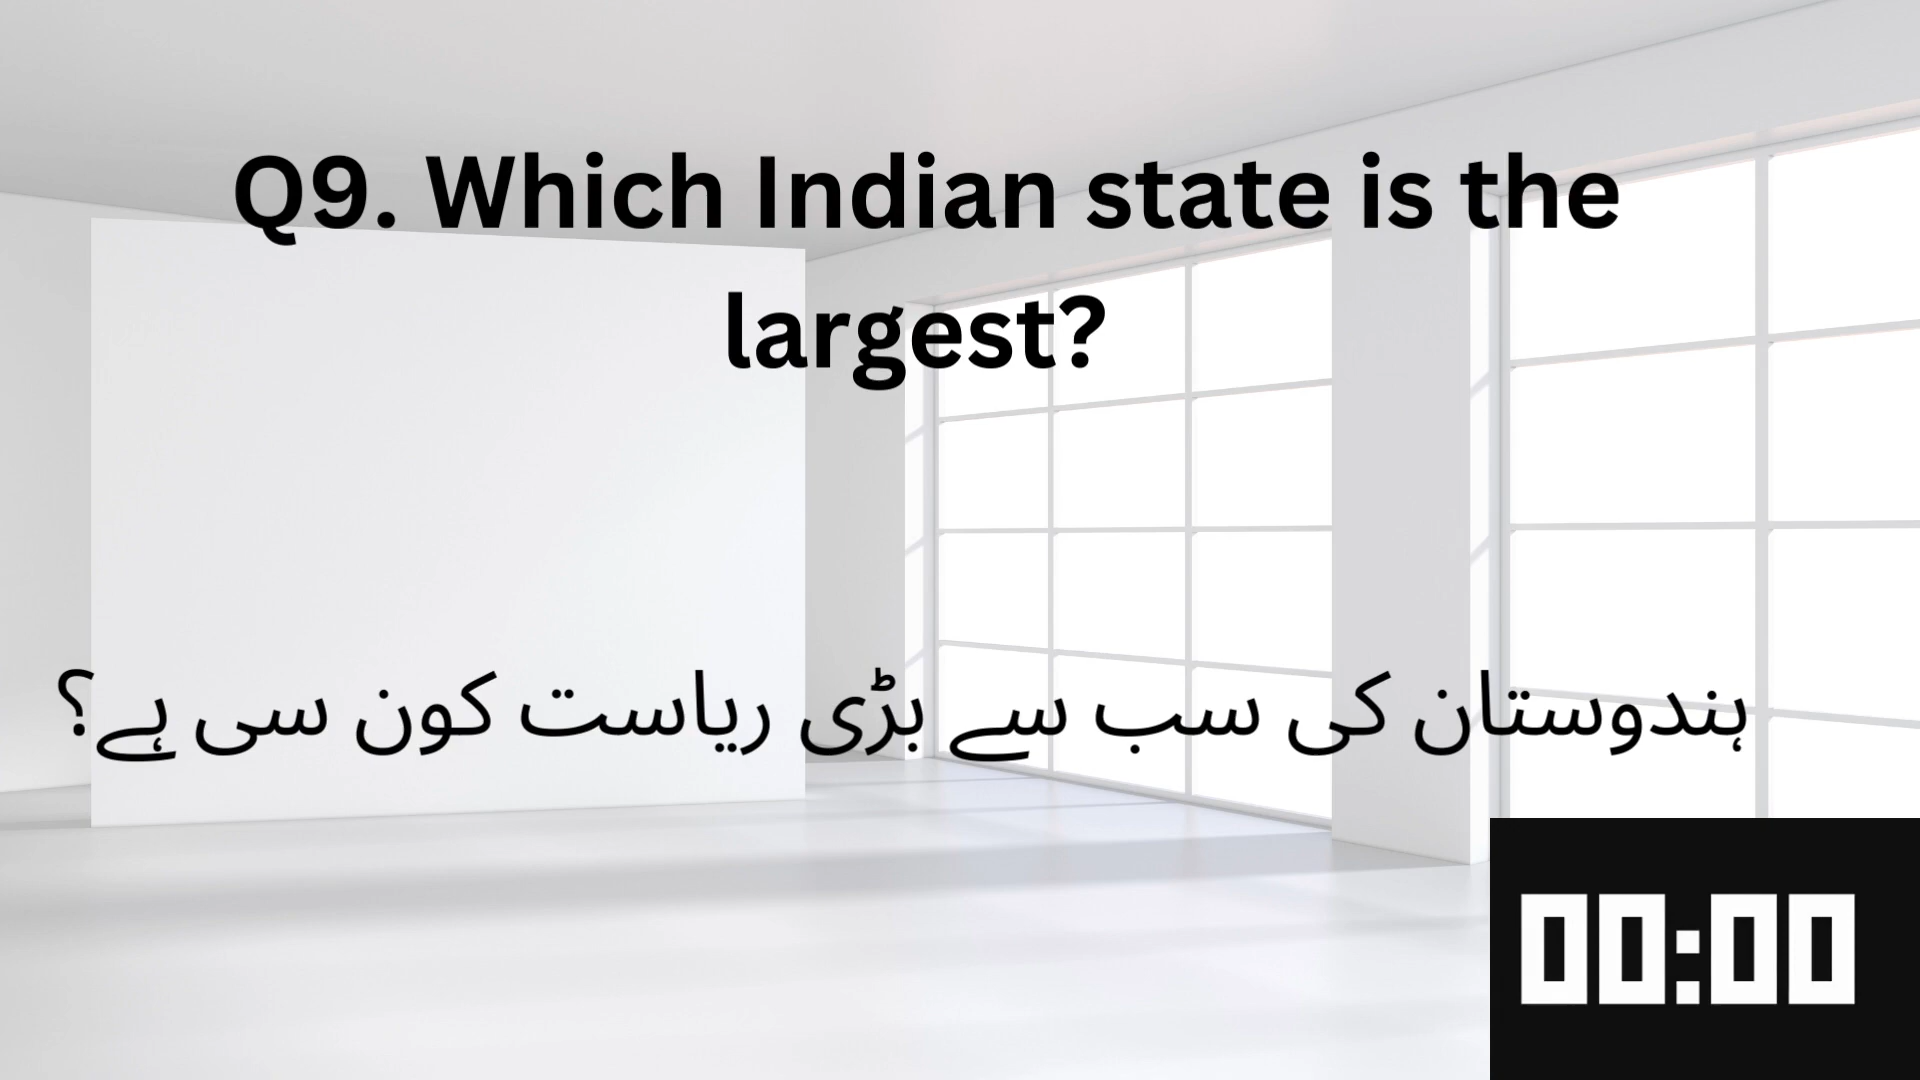 Q9. Which Indian state is the
largest?
ہندوستان کی سب سے بڑی ریاست کون سی ہے؟
00:00